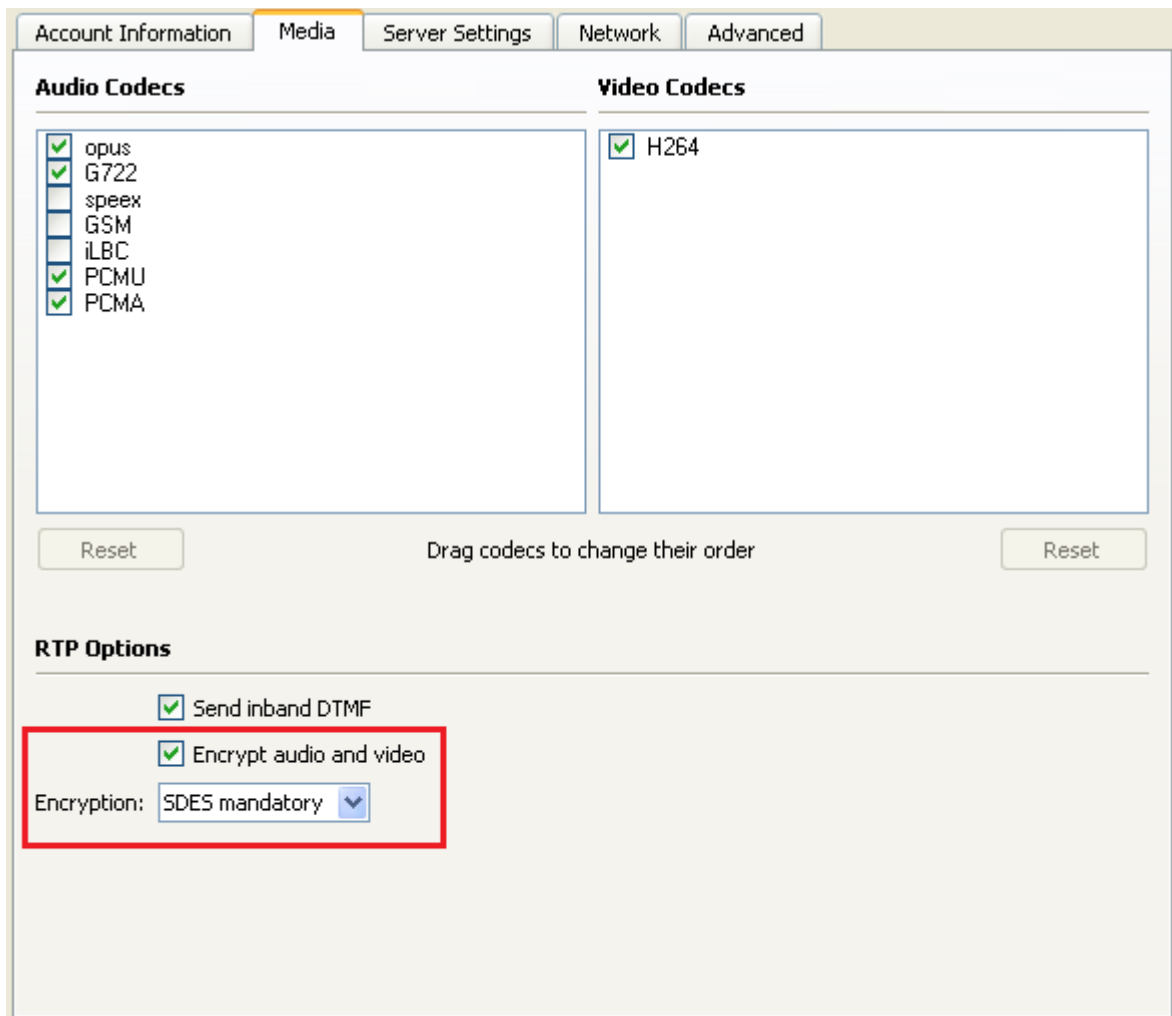 Account Information Media Server Settings Network Advanced
Audio Codecs
opus
G722
speex
GSM
iLBC
PCMU
PCMA
Video Codecs
H264
Reset Drag codecs to change their order Reset
RTP Options
Send inband DTMF
Encrypt audio and video
Encryption: SDES mandatory